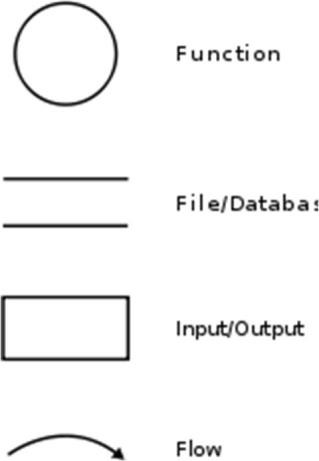 Function
File/Databas
Input/Output
Flow